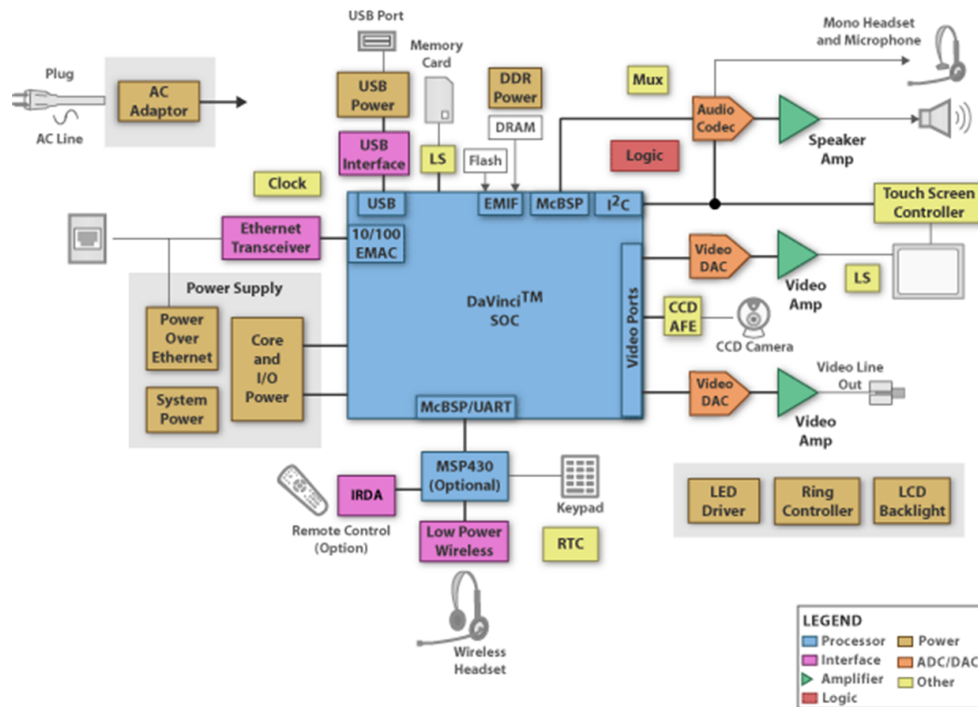 USB Port
Mono Headset
and Microphone
Memory
Card
Plug
AC
Adaptor
AC Line
USB
Power
DDR
Power
Mux
Audio
Codec
DRAM
Speaker
Amp
USB
Interface
LS
Flash
Logic
Clock
USB
EMIF
McBSP
I²C
Touch Screen
Controller
Ethernet
Transceiver
10/100
EMAC
Video
DAC
Video
Amp
LS
Power Supply
DaVinci™
SOC
Video Ports
CCD
AFE
CCD Camera
Power
Over
Ethernet
Core
and
I/O
Power
System
Power
Video
DAC
Video Line
Out
Video
Amp
McBSP/UART
MSP430
(Optional)
IRDA
Keypad
Remote Control
(Option)
Low Power
Wireless
RTC
LED
Driver
Ring
Controller
LCD
Backlight
Wireless
Headset
LEGEND
Processor
Power
Interface
ADC/DAC
Amplifier
Other
Logic